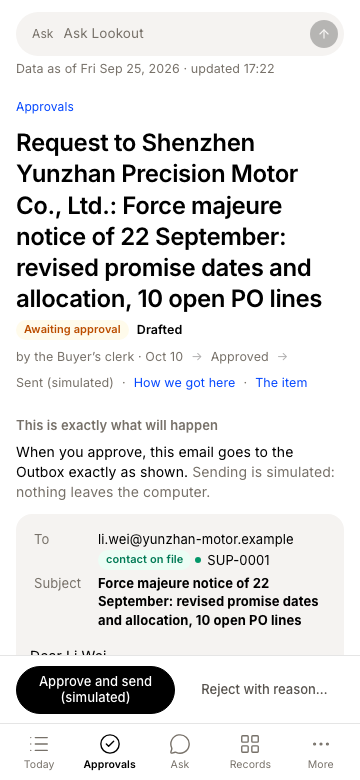 Ask Ask Lookout
Data as of Fri Sep 25, 2026 · updated 17:22
Approvals
Request to Shenzhen
Yunzhan Precision Motor
Co., Ltd.: Force majeure
notice of 22 September:
revised promise dates and
allocation, 10 open PO lines
Awaiting approval Drafted
by the Buyer’s clerk · Oct 10 → Approved →
Sent (simulated) · How we got here · The item
This is exactly what will happen
When you approve, this email goes to the
Outbox exactly as shown. Sending is simulated:
nothing leaves the computer.
To li.wei@yunzhan-motor.example
contact on file SUP-0001
Subject Force majeure notice of 22
September: revised promise dates
and allocation, 10 open PO lines
Dear Li Wei
Approve and send
(simulated)
Reject with reason...
Today Approvals Ask Records More